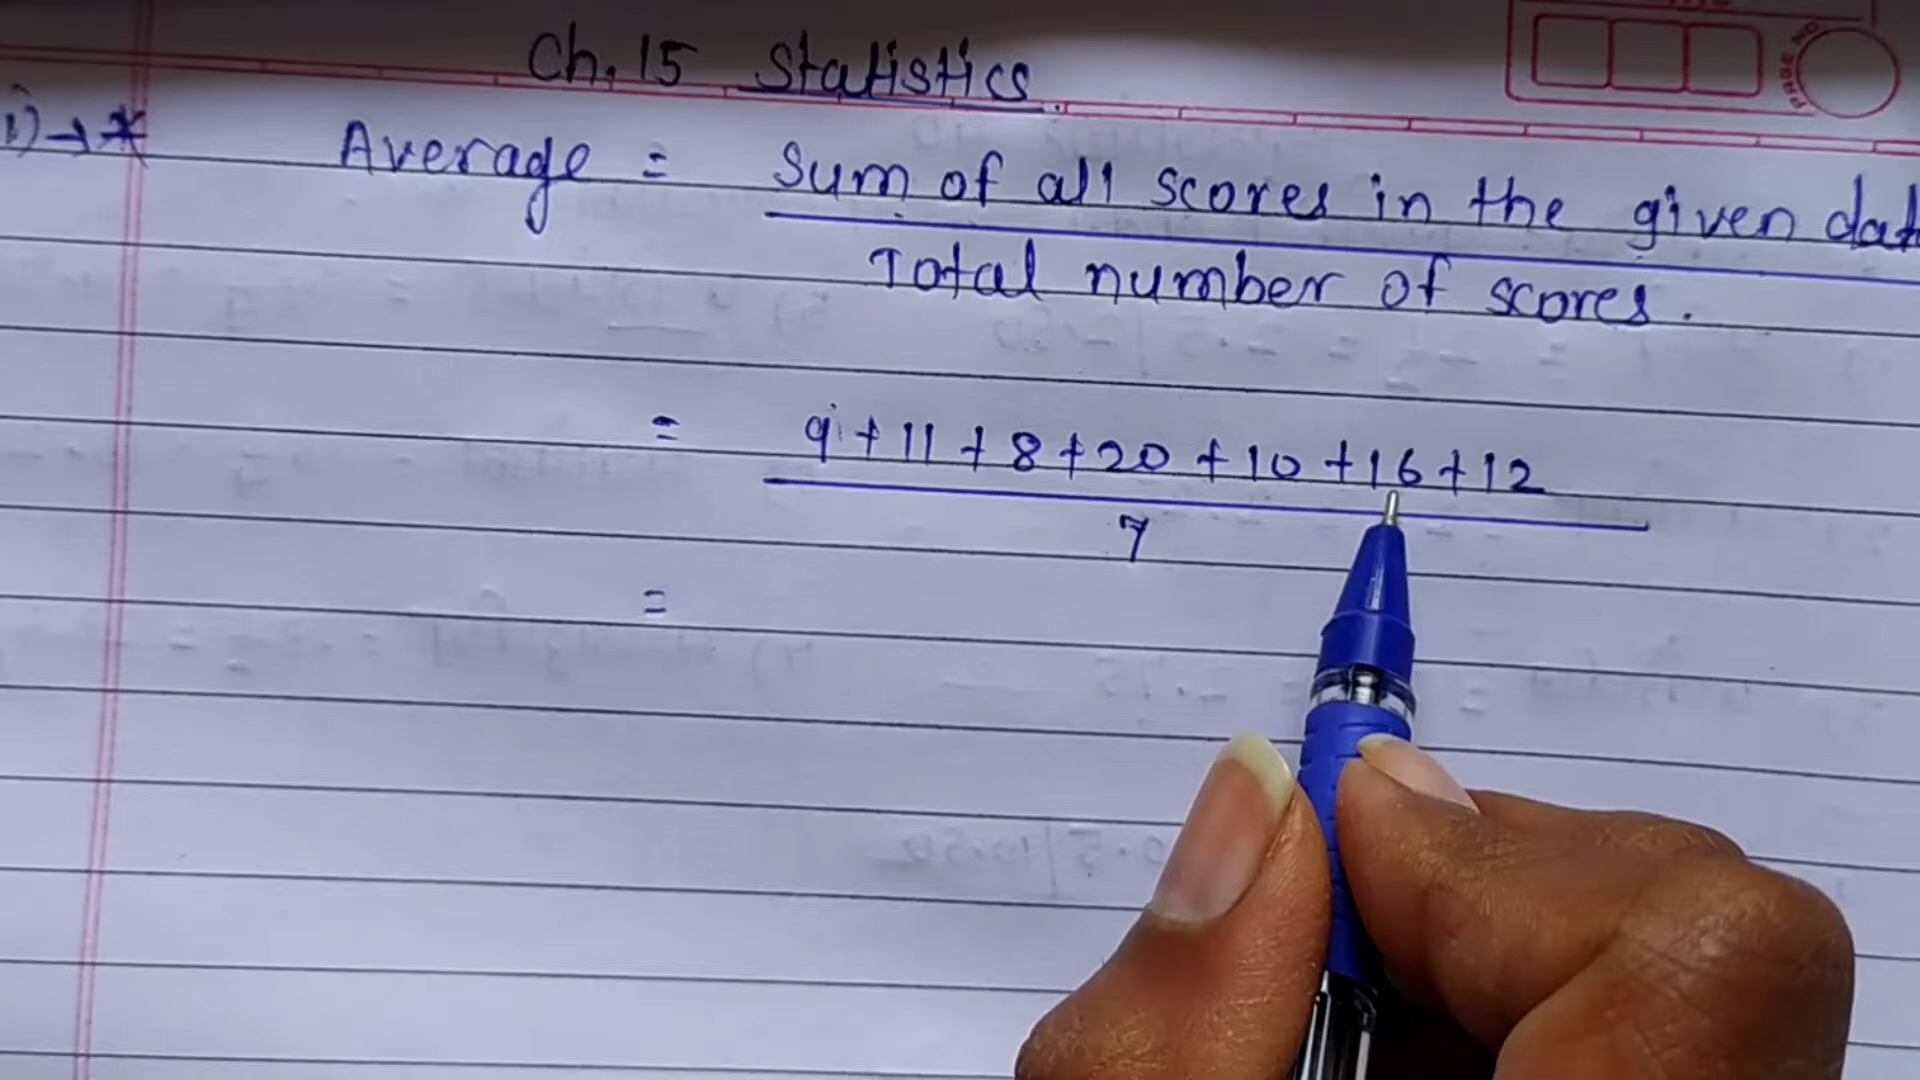 Ch. 15 Statistics.
i) → * Average = Sum of all scores in the given dat
Total number of scores.
= 9 + 11 + 8 + 20 + 10 + 16 + 12
7
=